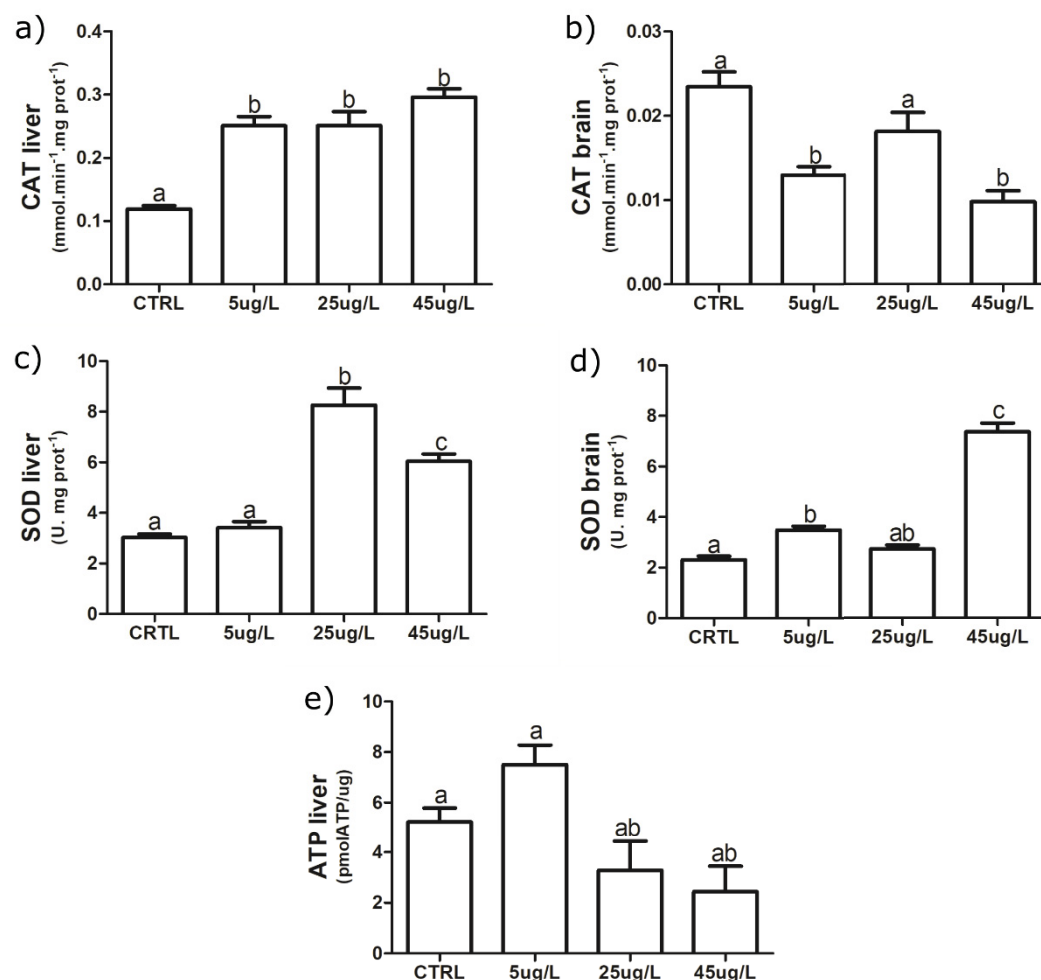 a)
CAT liver
(mmol.min⁻¹.mg prot⁻¹)
0.4
0.3
0.2
0.1
0.0
a
b
b
b
CTRL 5ug/L 25ug/L 45ug/L
b)
CAT brain
(mmol.min⁻¹.mg prot⁻¹)
0.03
0.02
0.01
0.00
a
b
a
b
CTRL 5ug/L 25ug/L 45ug/L
c)
SOD liver
(U. mg prot⁻¹)
10
8
6
4
2
0
a
a
b
c
CRTL 5ug/L 25ug/L 45ug/L
d)
SOD brain
(U. mg prot⁻¹)
10
8
6
4
2
0
a
b
ab
c
CRTL 5ug/L 25ug/L 45ug/L
e)
ATP liver
(pmolATP/ug)
10
8
6
4
2
0
a
a
ab
ab
CTRL 5ug/L 25ug/L 45ug/L